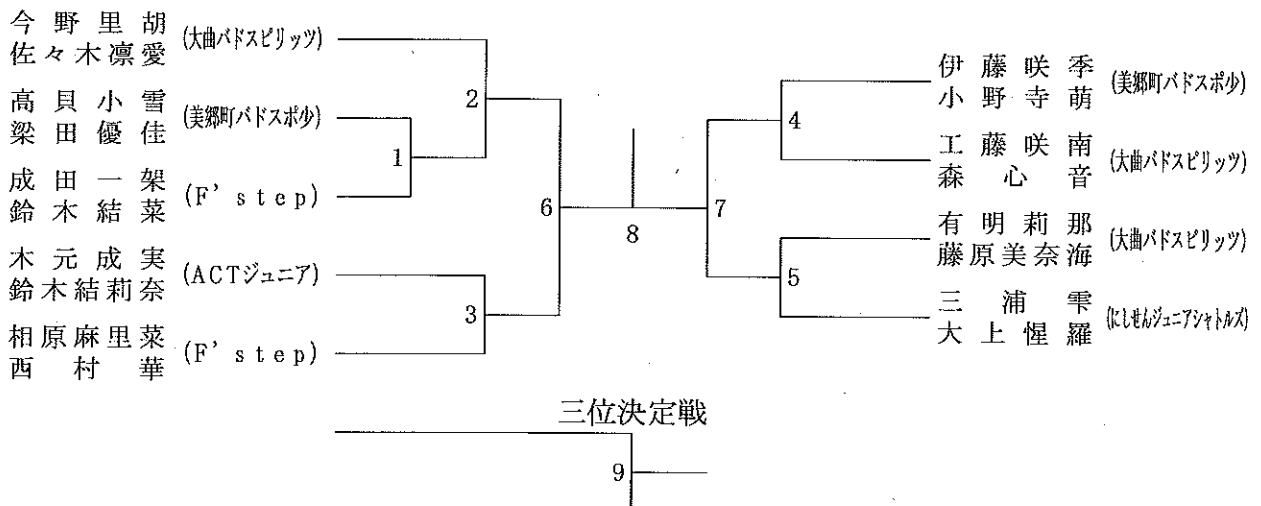 今野里胡
佐々木凛愛
(大曲バドスピリッツ)
高貝小雪
梁田優佳
(美郷町バドスポ少)
成田一架
鈴木結菜
(F'step)
木元成実
鈴木結莉奈
(ACTジュニア)
相原麻里菜
西村華
(F'step)
1
2
3
6
8
7
4
5
伊藤咲季
小野寺萌
(美郷町バドスポ少)
工藤咲南
森心音
(大曲バドスピリッツ)
有明莉那
藤原美奈海
(大曲バドスピリッツ)
三浦雫
大上惺羅
(にしせんジュニアシャトルズ)
三位決定戦
9